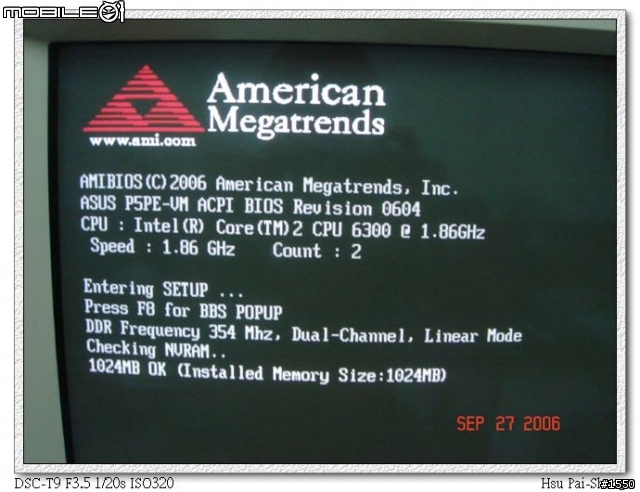 MOBILE01
American
Megatrends
www.ami.com
AMIBIOS(C)2006 American Megatrends, Inc.
ASUS P5PE-VM ACPI BIOS Revision 0604
CPU : Intel(R) Core(TM)2 CPU 6300 @ 1.86GHz
Speed : 1.86 GHz Count : 2
Entering SETUP ...
Press F8 for BBS POPUP
DDR Frequency 354 Mhz, Dual-Channel, Linear Mode
Checking NVRAM..
1024MB OK (Installed Memory Size:1024MB)
SEP 27 2006
DSC-T9 F3.5 1/20s ISO320
Hsu
#1550